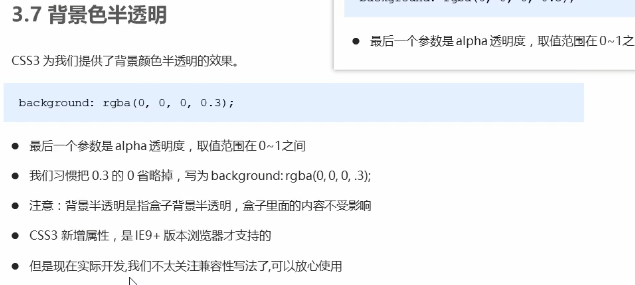 3.7 背景色半透明
CSS3 为我们提供了背景颜色半透明的效果。
background: rgba(0, 0, 0, 0.3);
● 最后一个参数是 alpha 透明度，取值范围在 0~1之间
● 我们习惯把 0.3 的 0 省略掉，写为 background: rgba(0, 0, 0, .3);
● 注意：背景半透明是指盒子背景半透明，盒子里面的内容不受影响
● CSS3 新增属性，是 IE9+ 版本浏览器才支持的
● 但是现在实际开发,我们不太关注兼容性写法了,可以放心使用
● 最后一个参数是 alpha 透明度，取值范围在 0~1之